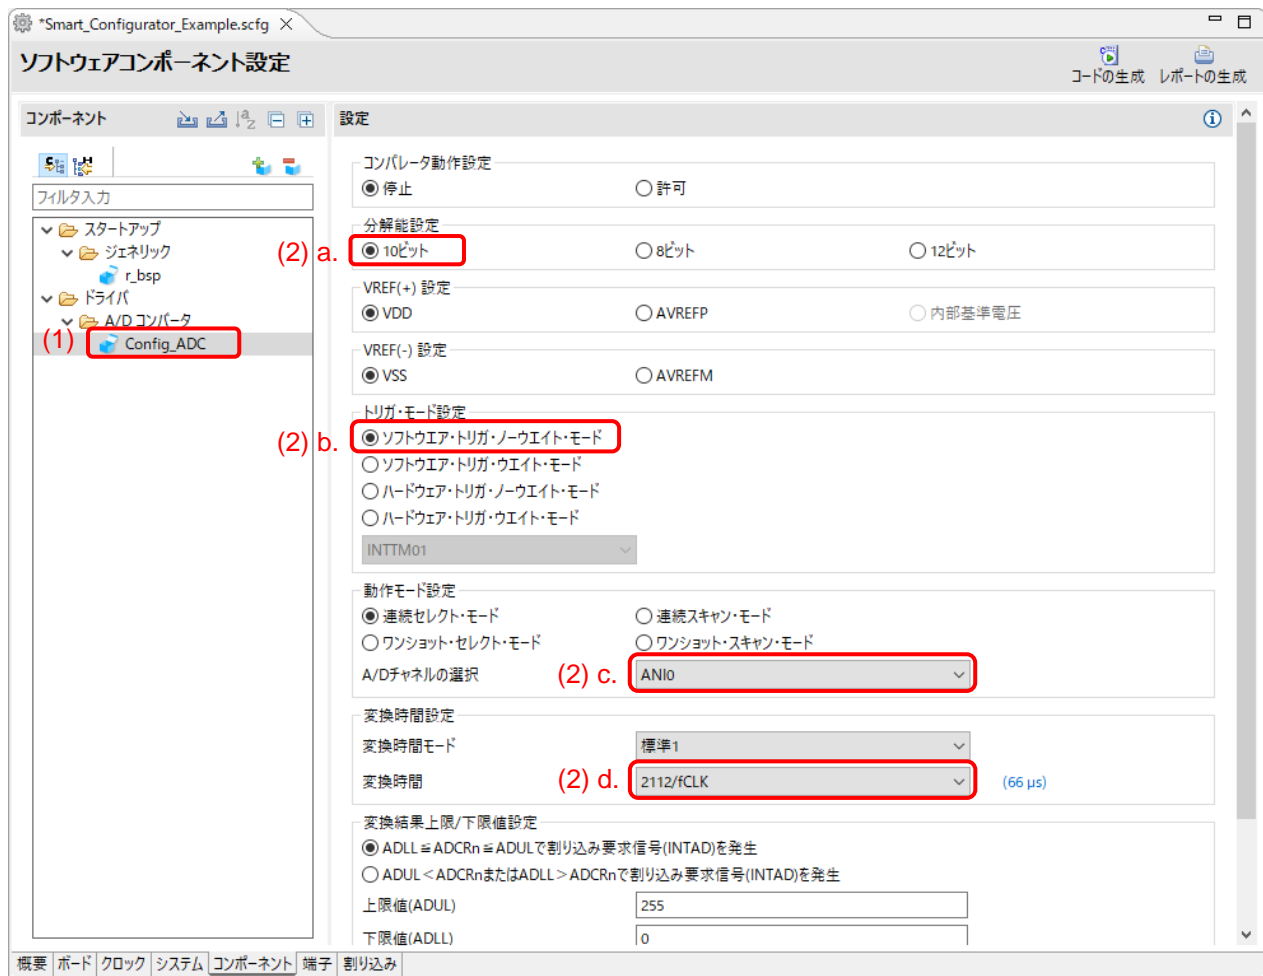 *Smart_Configurator_Example.scfg
ソフトウェアコンポーネント設定
コードの生成 レポートの生成
コンポーネント
フィルタ入力
スタートアップ
ジェネリック
r_bsp
ドライバ
A/D コンバータ
(1) Config_ADC
設定
コンパレータ動作設定
停止 許可
分解能設定
(2) a. 10ビット 8ビット 12ビット
VREF(+) 設定
VDD AVREFP 内部基準電圧
VREF(-) 設定
VSS AVREFM
トリガ・モード設定
(2) b. ソフトウエア・トリガ・ノーウエイト・モード
ソフトウエア・トリガ・ウエイト・モード
ハードウェア・トリガ・ノーウエイト・モード
ハードウェア・トリガ・ウエイト・モード
INTTM01
動作モード設定
連続セレクト・モード 連続スキャン・モード
ワンショット・セレクト・モード ワンショット・スキャン・モード
A/Dチャネルの選択 (2) c. ANI0
変換時間設定
変換時間モード 標準1
変換時間 (2) d. 2112/fCLK (66 μs)
変換結果上限/下限値設定
ADLL≦ADCRn≦ADULで割り込み要求信号(INTAD)を発生
ADUL＜ADCRnまたはADLL＞ADCRnで割り込み要求信号(INTAD)を発生
上限値(ADUL) 255
下限値(ADLL) 0
概要 ボード クロック システム コンポーネント 端子 割り込み